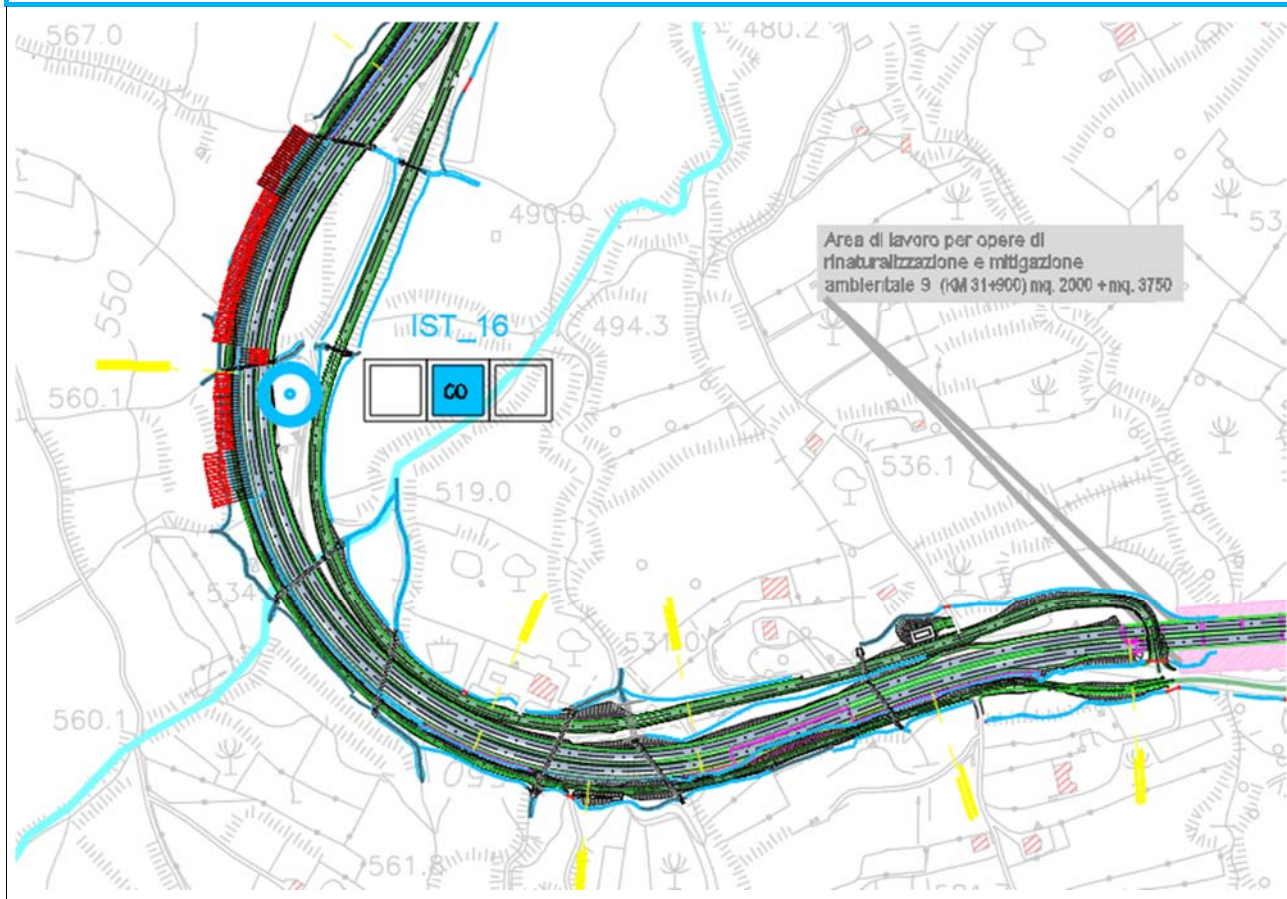 567.0
480.2
490.0
Area di lavoro per opere di
rinaturalizzazione e mitigazione
ambientale 9 (KM 31+900) mq. 2000 + mq. 3750
550
IST_16
494.3
CO
560.1
536.1
519.0
531.0
560.1
561.8